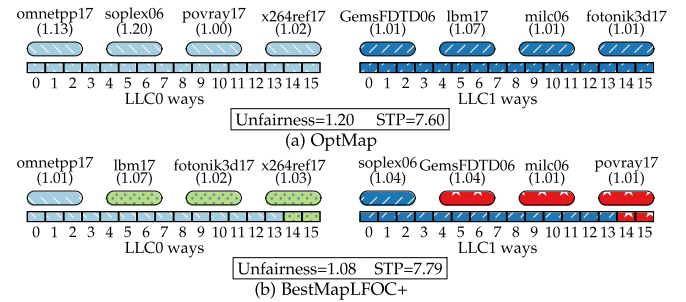 omnetpp17 soplex06 povray17 x264ref17 GemsFDTD06 lbm17 milc06 fotonik3d17
(1.13) (1.20) (1.00) (1.02) (1.01) (1.07) (1.01) (1.01)
0 1 2 3 4 5 6 7 8 9 10 11 12 13 14 15 0 1 2 3 4 5 6 7 8 9 10 11 12 13 14 15
LLC0 ways LLC1 ways
Unfairness=1.20 STP=7.60
(a) OptMap
omnetpp17 lbm17 fotonik3d17 x264ref17 soplex06 GemsFDTD06 milc06 povray17
(1.01) (1.07) (1.02) (1.03) (1.04) (1.04) (1.01) (1.01)
0 1 2 3 4 5 6 7 8 9 10 11 12 13 14 15 0 1 2 3 4 5 6 7 8 9 10 11 12 13 14 15
LLC0 ways LLC1 ways
Unfairness=1.08 STP=7.79
(b) BestMapLFOC+